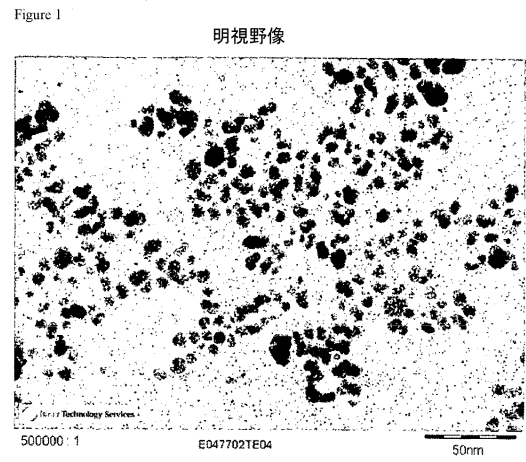 Figure 1
明視野像
Technology Services
500000 : 1
E047702TE04
50nm